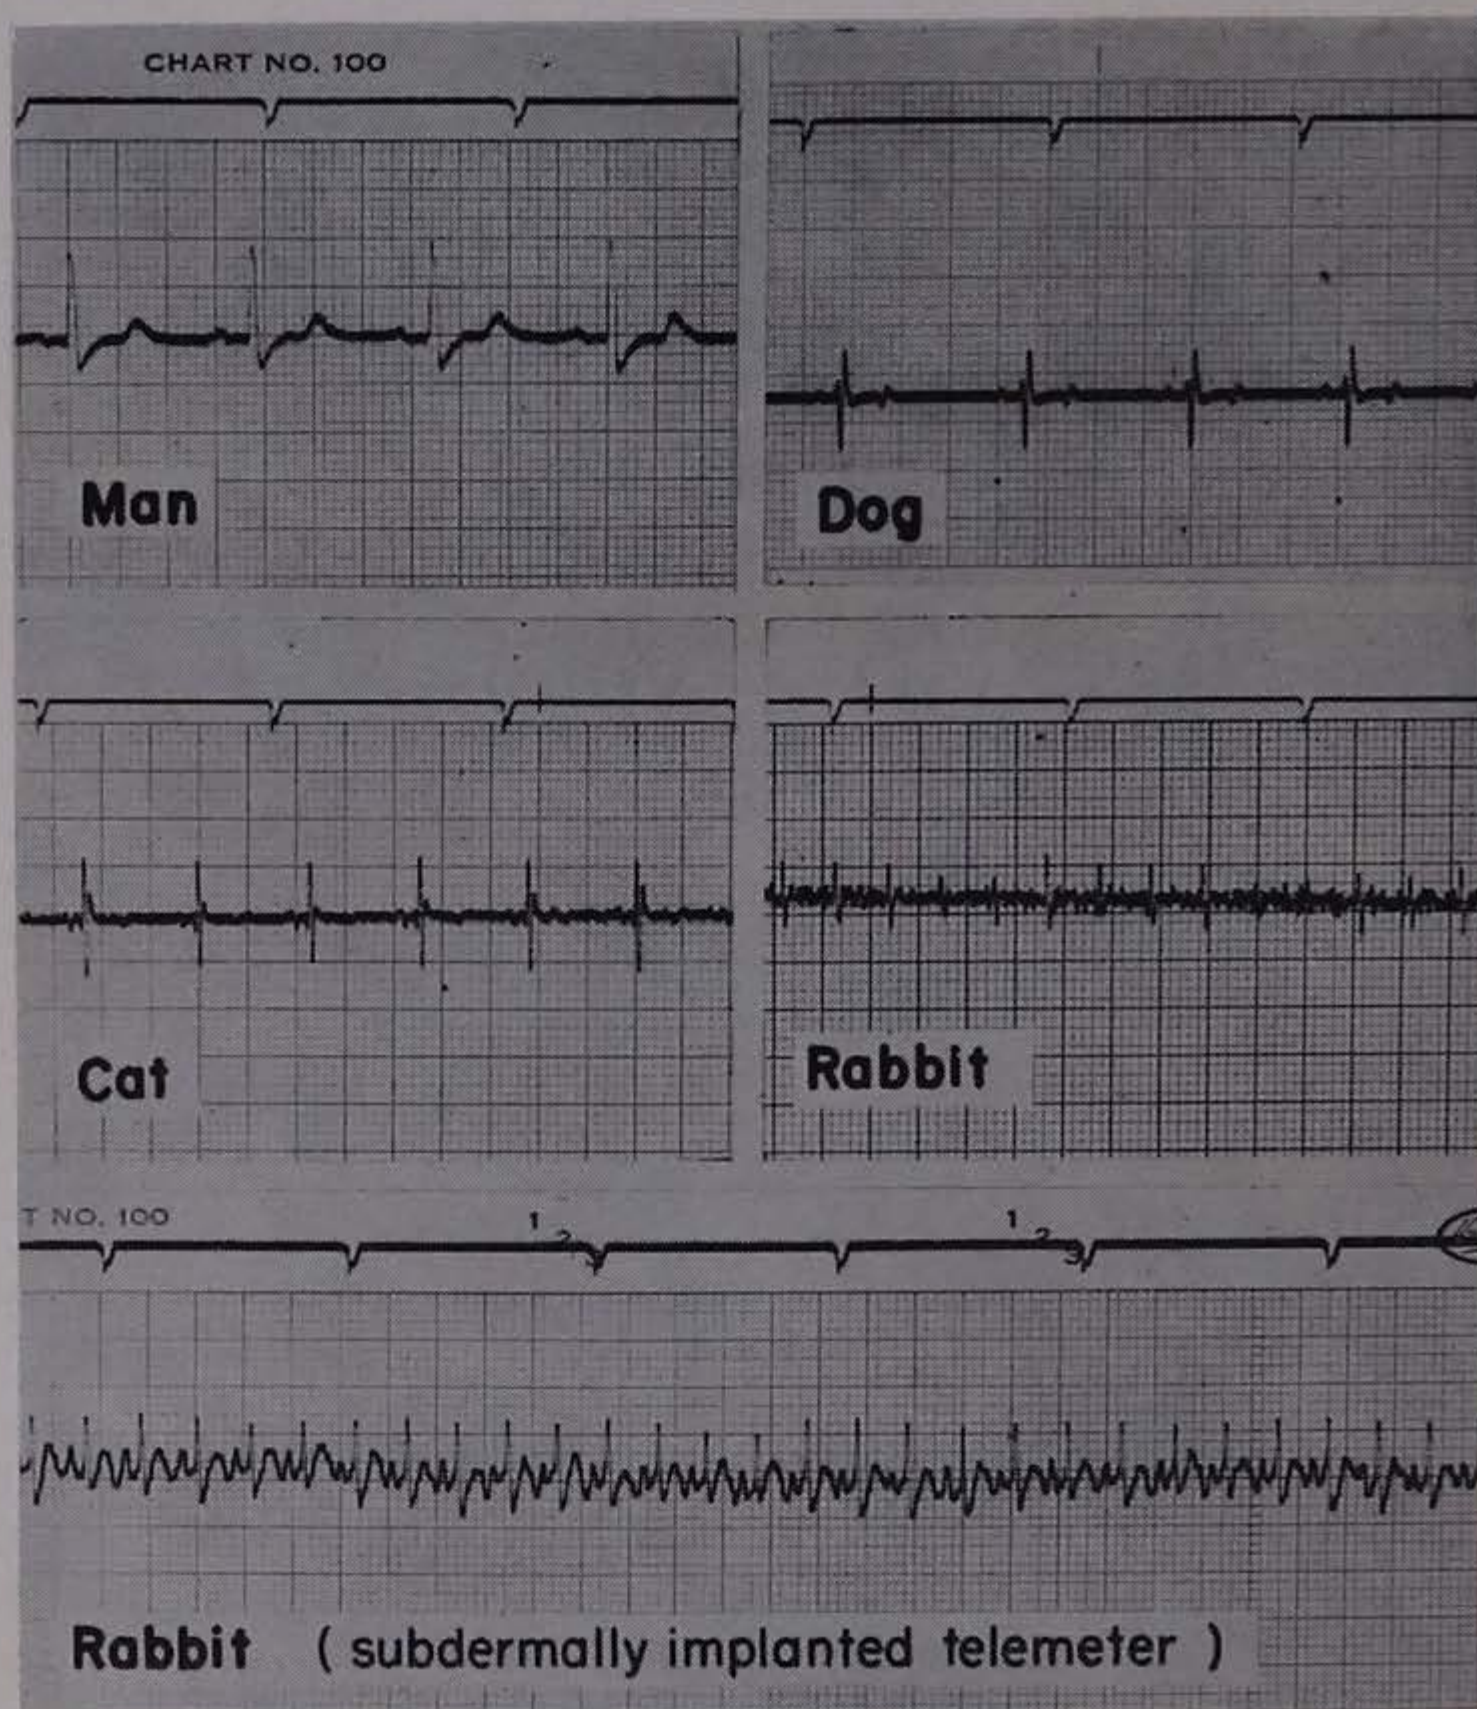 CHART NO. 100
Man
Dog
Cat
Rabbit
T NO. 100
1
2
3
1
2
3
Rabbit ( subdermally implanted telemeter )